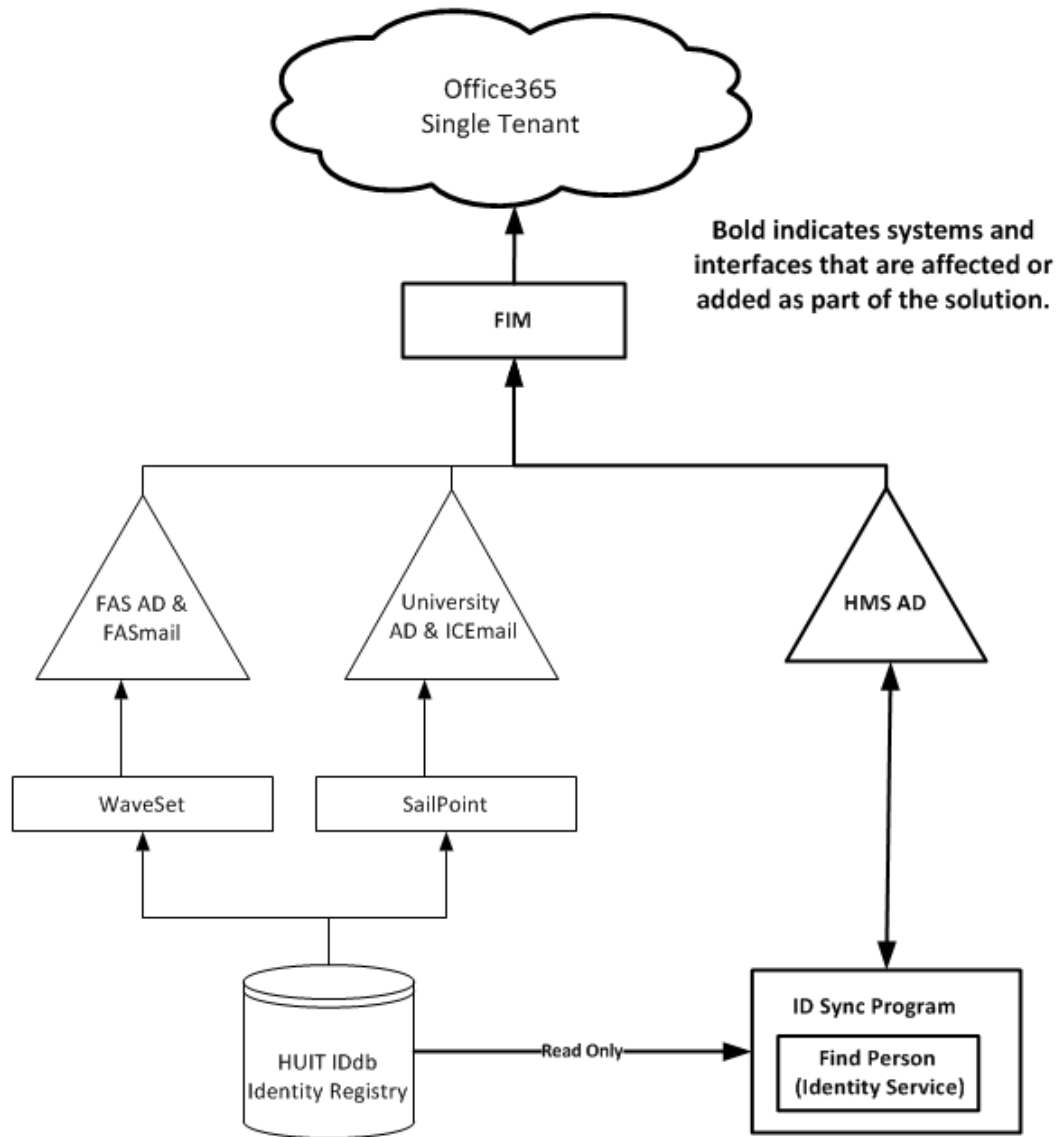 Office365
Single Tenant
Bold indicates systems and
interfaces that are affected or
added as part of the solution.
FIM
FAS AD &
FASmail
University
AD & ICEmail
HMS AD
WaveSet
SailPoint
HUIT IDdb
Identity Registry
Read Only
ID Sync Program
Find Person
(Identity Service)